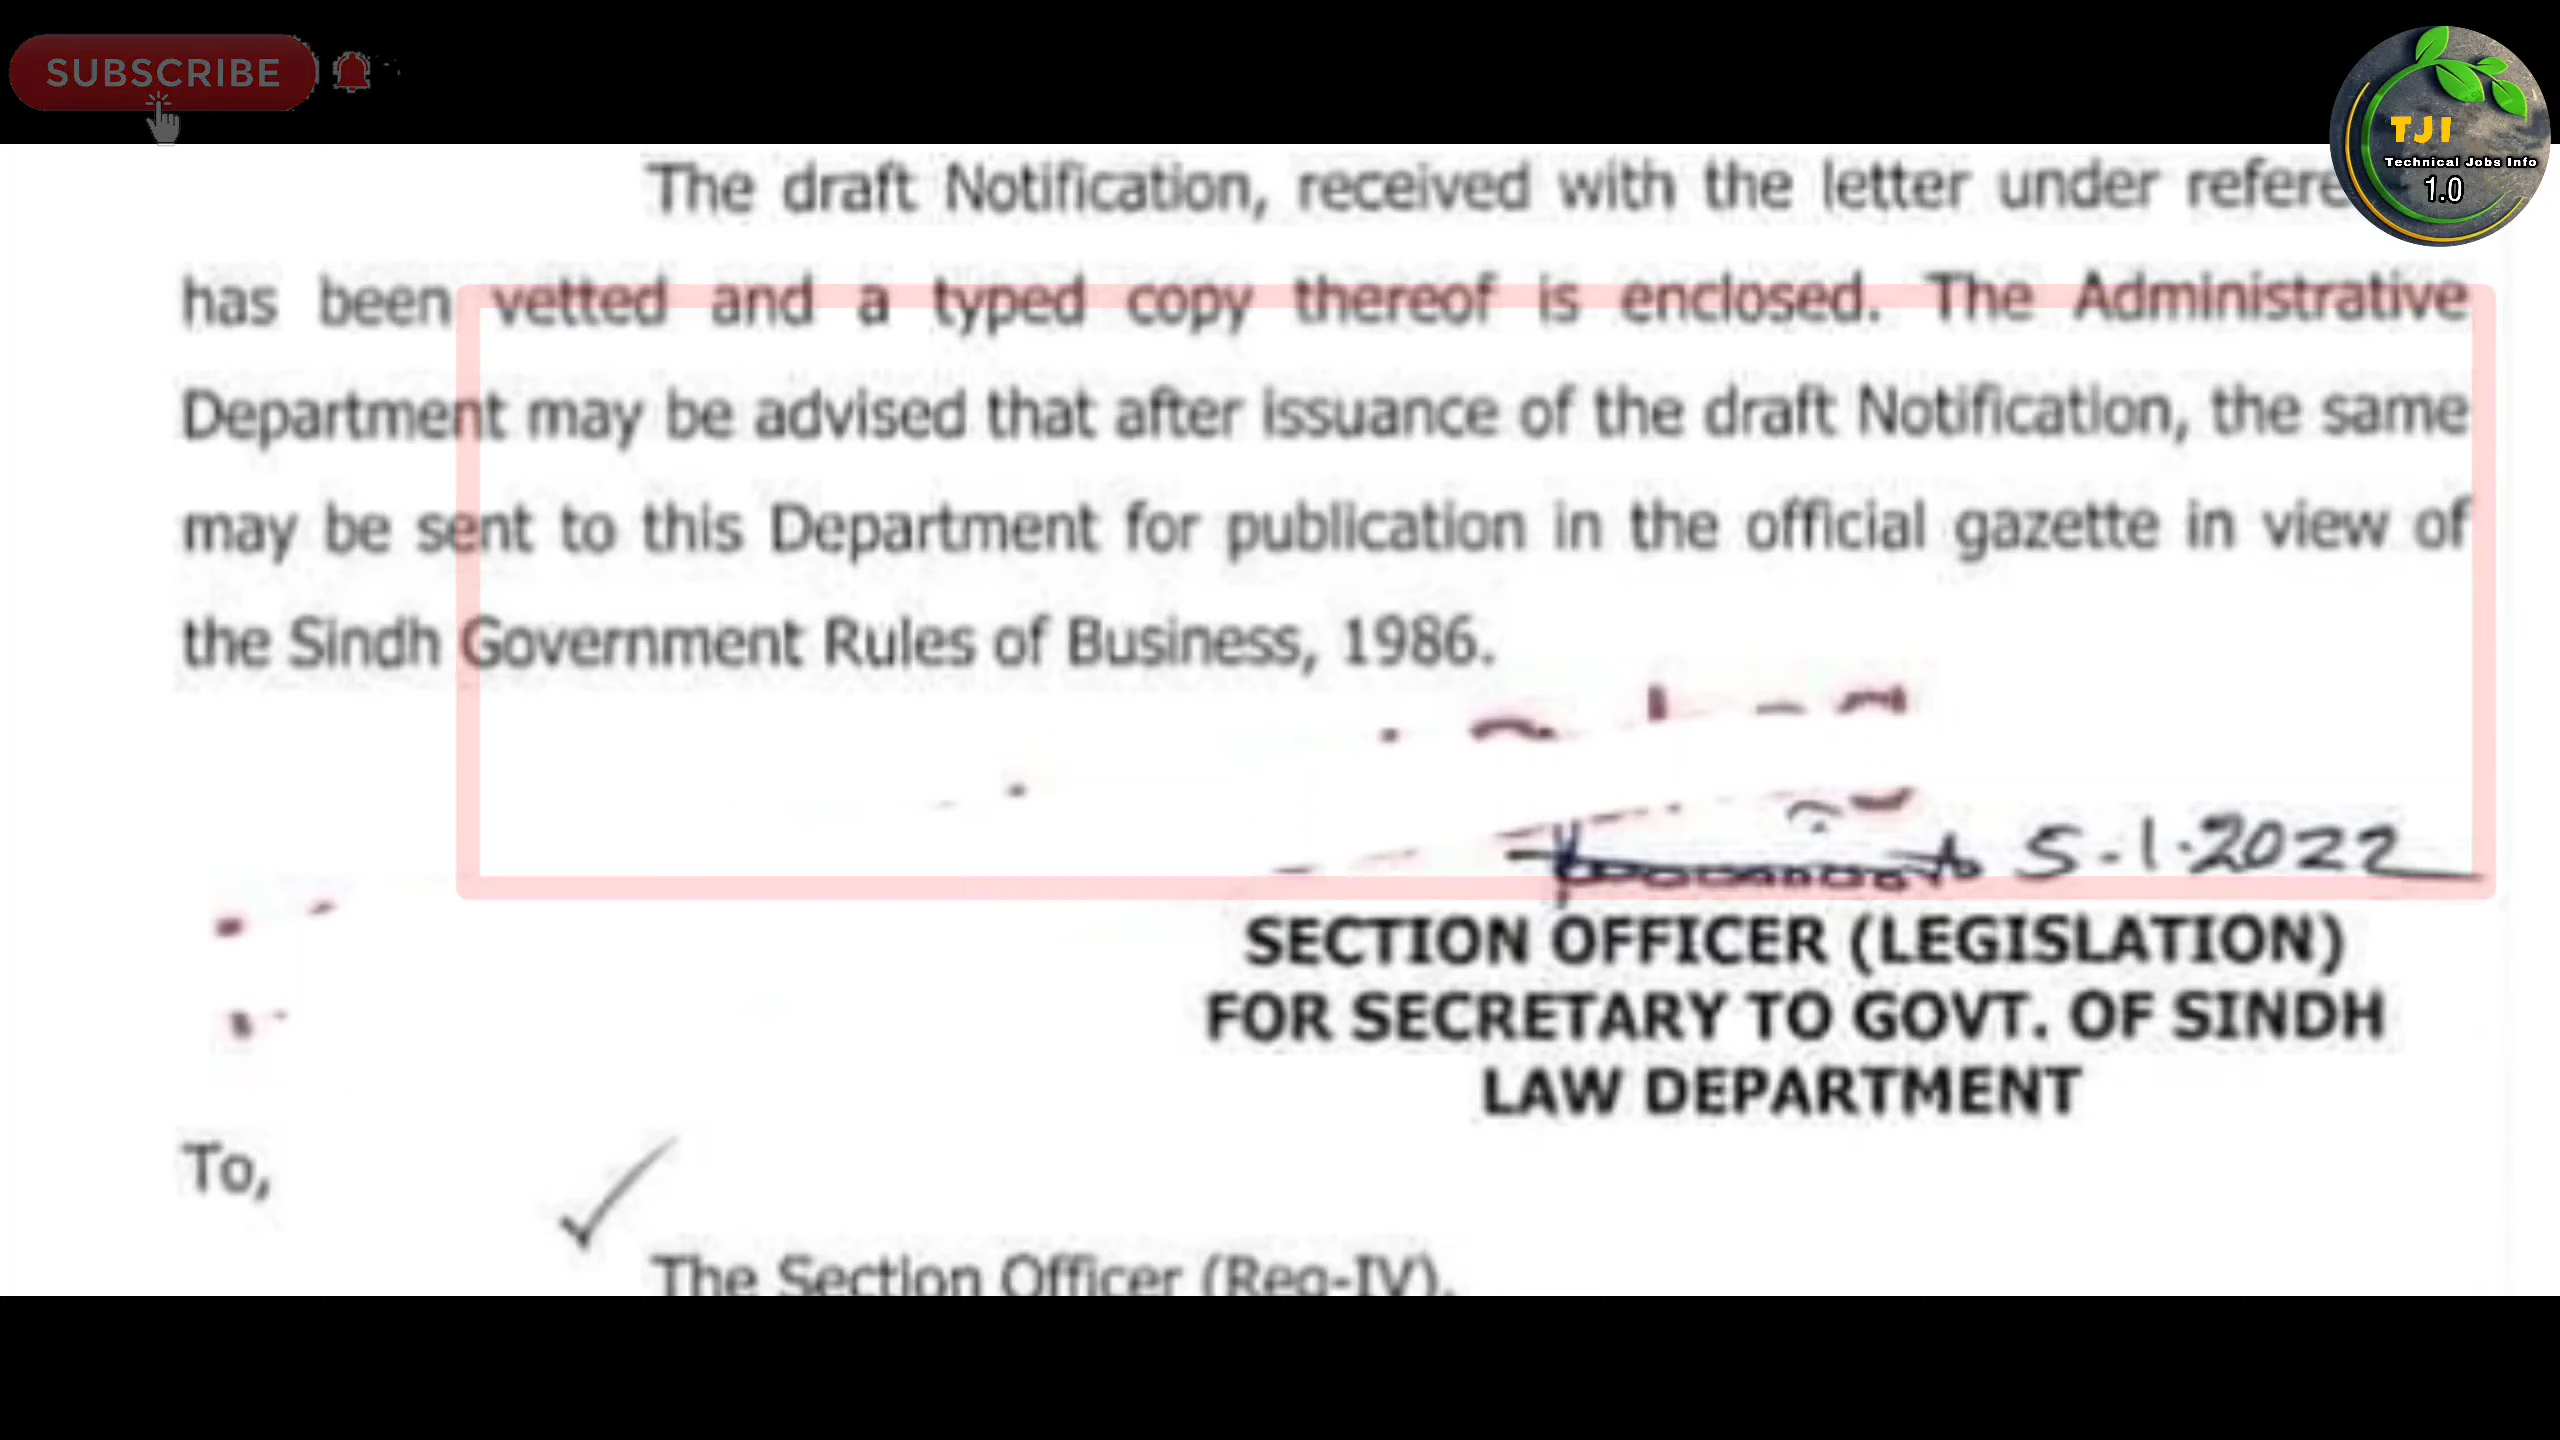 SUBSCRIBE
TJI
Technical Jobs Info
1.0
The draft Notification, received with the letter under refere
has been vetted and a typed copy thereof is enclosed. The Administrative
Department may be advised that after issuance of the draft Notification, the same
may be sent to this Department for publication in the official gazette in view of
the Sindh Government Rules of Business, 1986.
5-1-2022
SECTION OFFICER (LEGISLATION)
FOR SECRETARY TO GOVT. OF SINDH
LAW DEPARTMENT
To,
The Section Officer (Reg-IV),